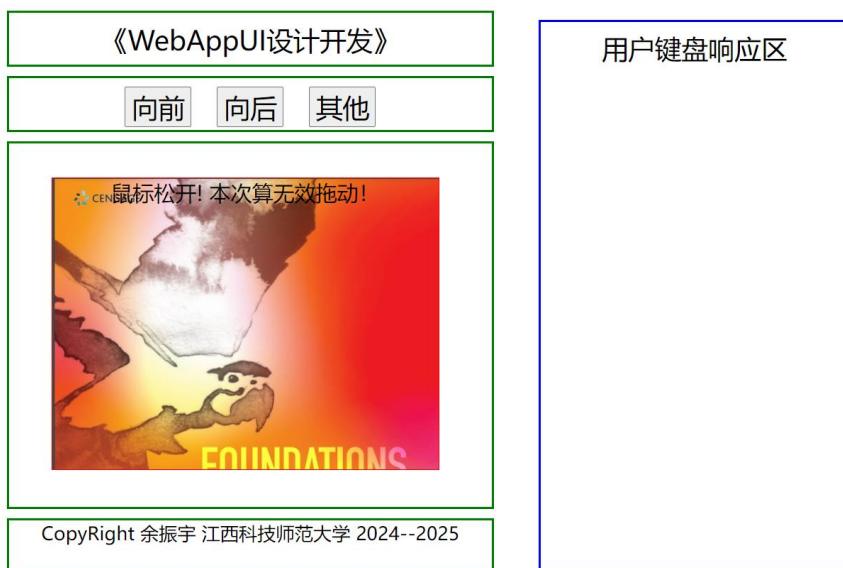 《WebAppUI设计开发》
向前 向后 其他
鼠标松开! 本次算无效拖动!
FOUNDATIONS
CopyRight 余振宇 江西科技师范大学 2024--2025
用户键盘响应区